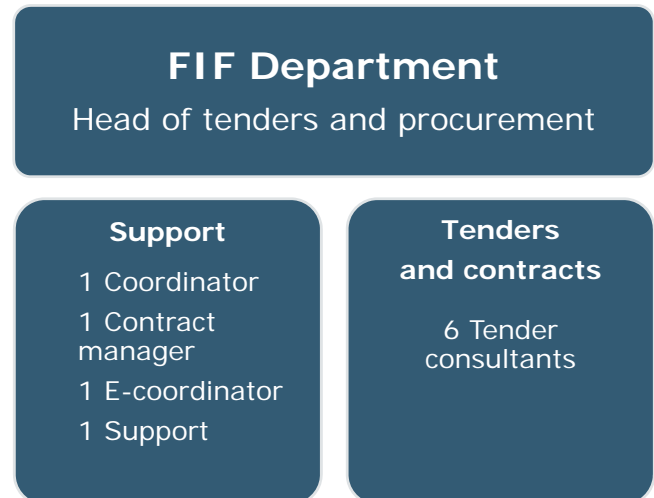 FIF Department
Head of tenders and procurement
Support
1 Coordinator
1 Contract
manager
1 E-coordinator
1 Support
Tenders
and contracts
6 Tender
consultants